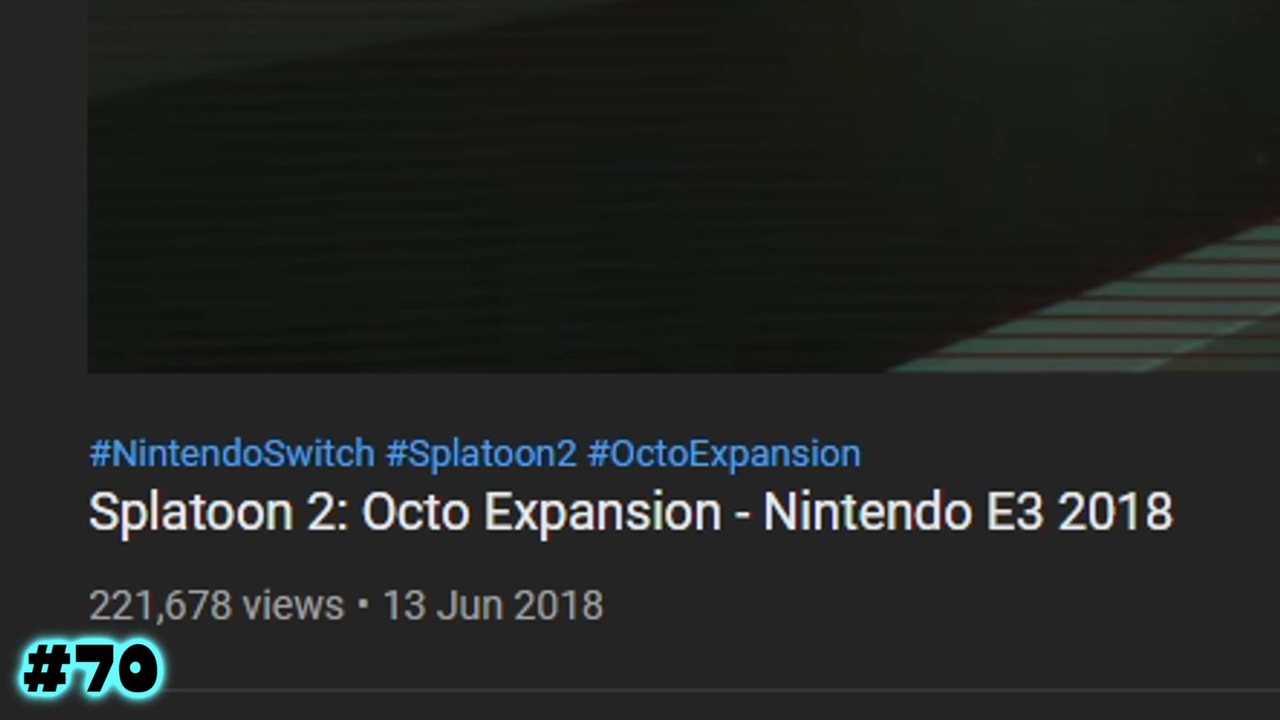 #NintendoSwitch #Splatoon2 #OctoExpansion
Splatoon 2: Octo Expansion - Nintendo E3 2018
221,678 views • 13 Jun 2018
#70